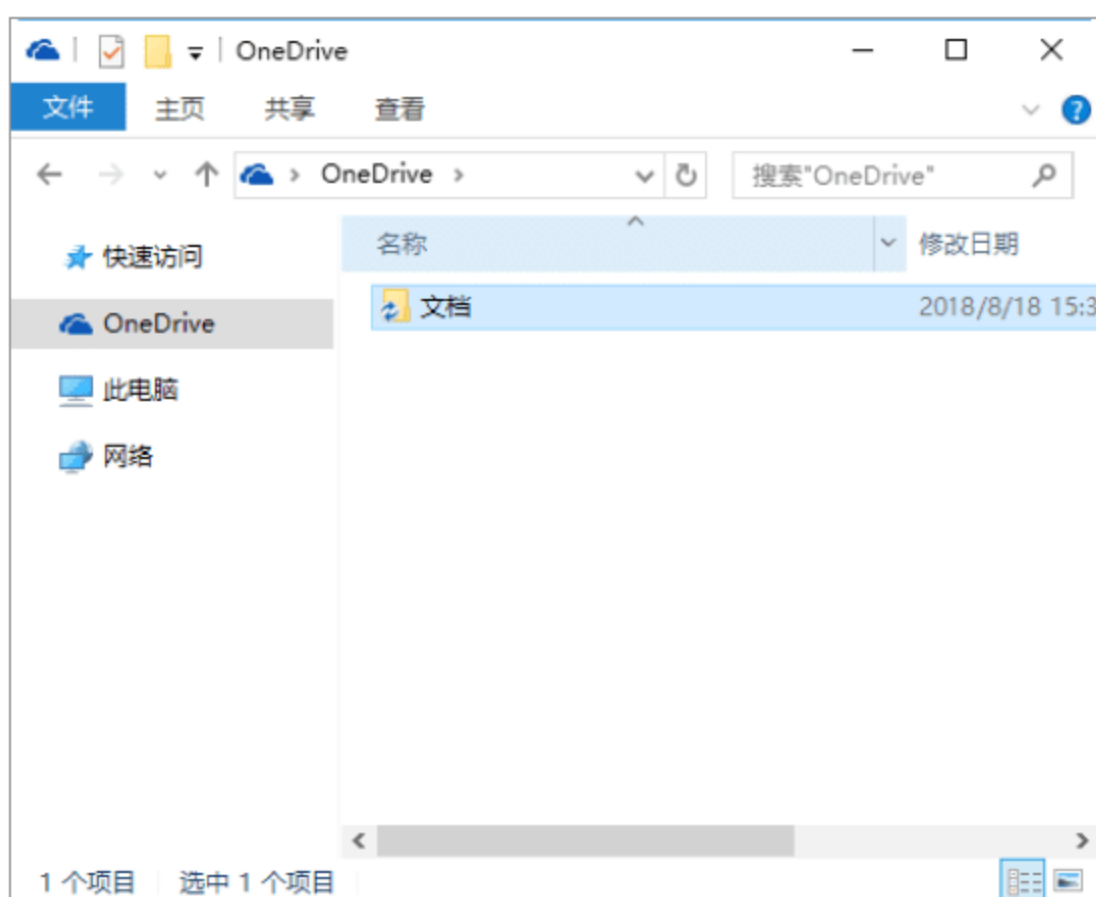 OneDrive
文件 主页 共享 查看
OneDrive 搜索"OneDrive"
名称 修改日期
快速访问
文档 2018/8/18 15:3
OneDrive
此电脑
网络
1 个项目 选中 1 个项目